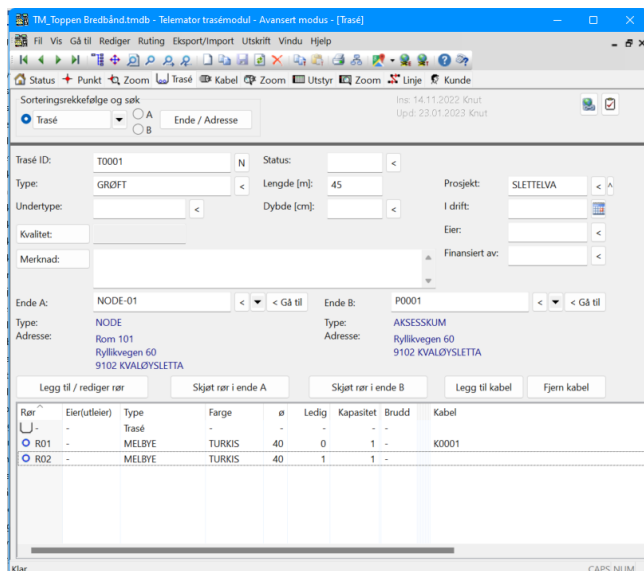 TM_Toppen Bredbånd.tmdb - Telemator trasémodul - Avansert modus - [Trasé]
Fil Vis Gå til Rediger Ruting Eksport/Import Utskrift Vindu Hjelp
Status Punkt Zoom Trasé Kabel Zoom Utstyr Zoom Linje Kunde
Sorteringsrekkefølge og søk
Trasé A B Ende / Adresse
Ins: 14.11.2022 Knut
Upd: 23.01.2023 Knut
Trasé ID: T0001 N Status: <
Type: GRØFT < Lengde [m]: 45 Prosjekt: SLETTELVA <
Undertype: < Dybde [cm]: < I drift:
Kvalitet: Eier: <
Merknad: Finansiert av: <
Ende A: NODE-01 < < Gå til Ende B: P0001 < < Gå til
Type: NODE Type: AKSESSKUM
Adresse: Rom 101 Adresse: Ryllikvegen 60
Ryllikvegen 60 9102 KVALØYSLETTA
9102 KVALØYSLETTA
Legg til / rediger rør Skjøt rør i ende A Skjøt rør i ende B Legg til kabel Fjern kabel
Rør Eier(utleier) Type Farge ø Ledig Kapasitet Brudd Kabel
- - Trasé - - - - -
R01 - MELBYE TURKIS 40 0 1 - K0001
R02 - MELBYE TURKIS 40 1 1 -
Klar CAPS NUM